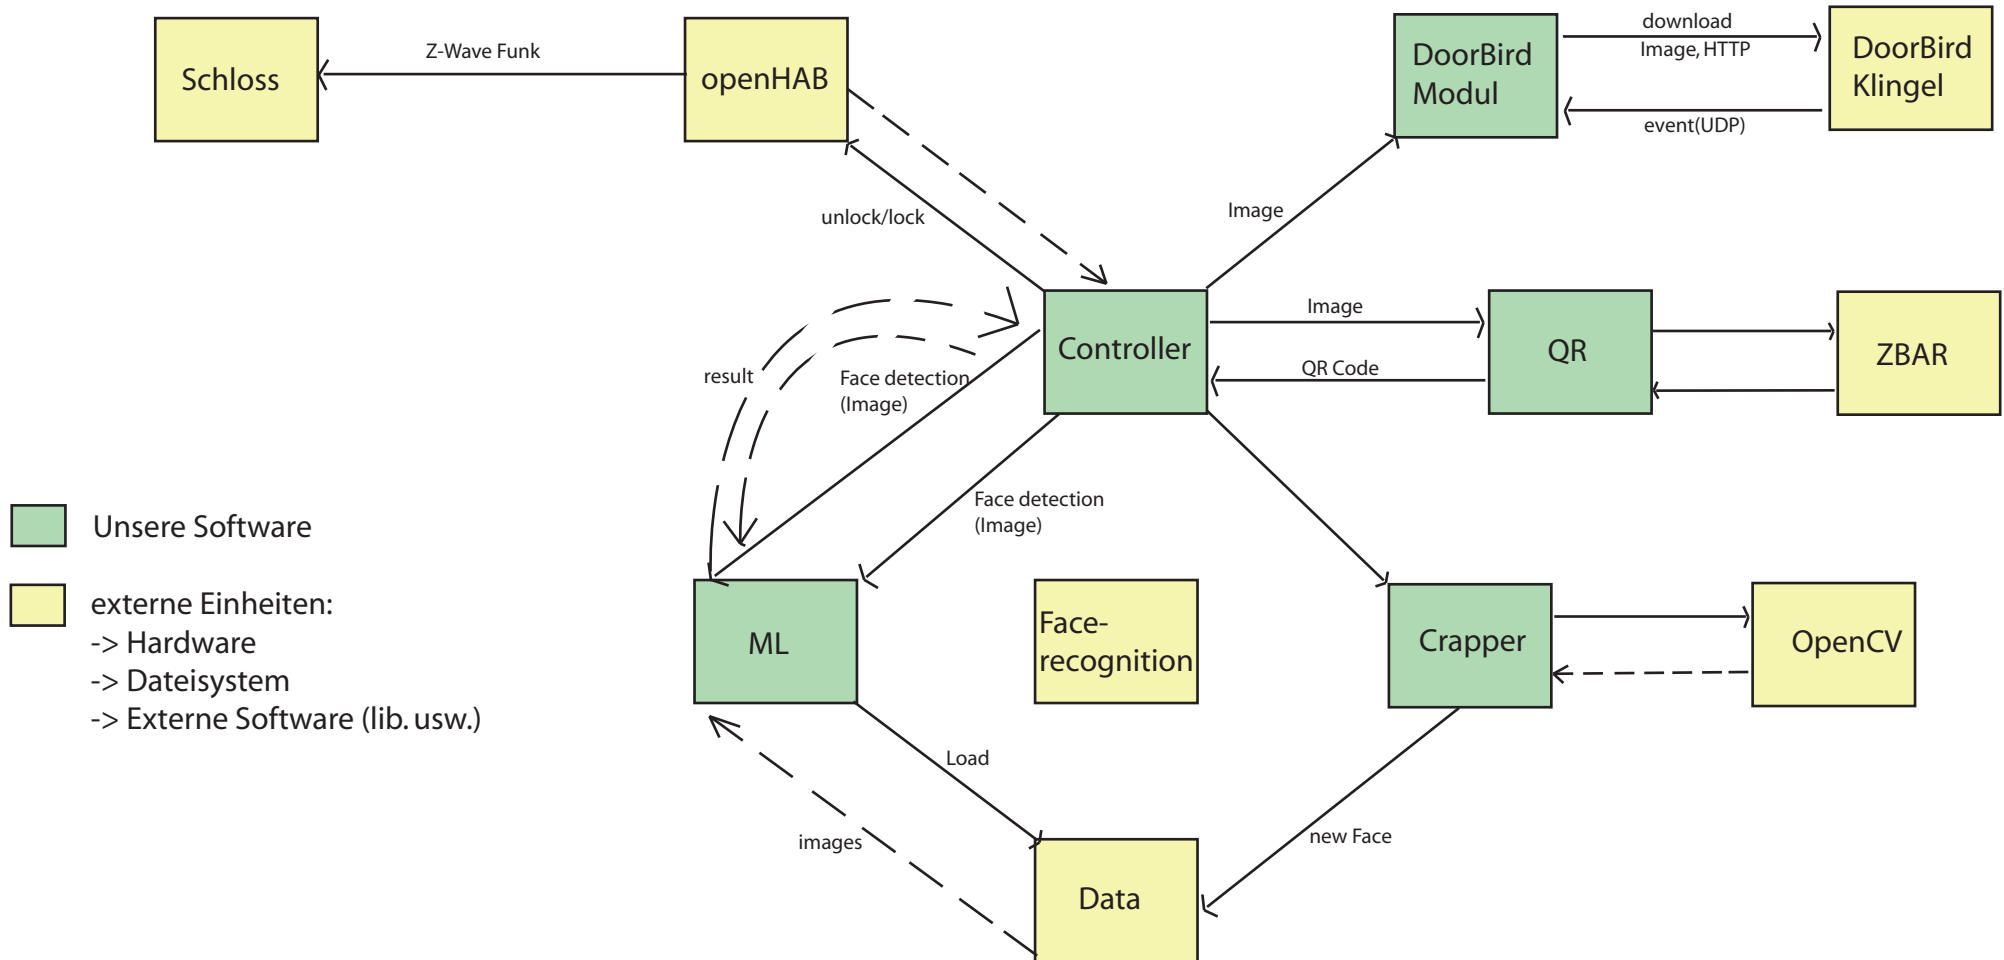 Schloss
Z-Wave Funk
openHAB
DoorBird
Modul
download
Image, HTTP
event(UDP)
DoorBird
Klingel
unlock/lock
Image
Controller
Image
QR Code
QR
ZBAR
result
Face detection
(Image)
Face detection
(Image)
Unsere Software
externe Einheiten:
-> Hardware
-> Dateisystem
-> Externe Software (lib. usw.)
ML
Face-
recognition
Crapper
OpenCV
Load
images
new Face
Data